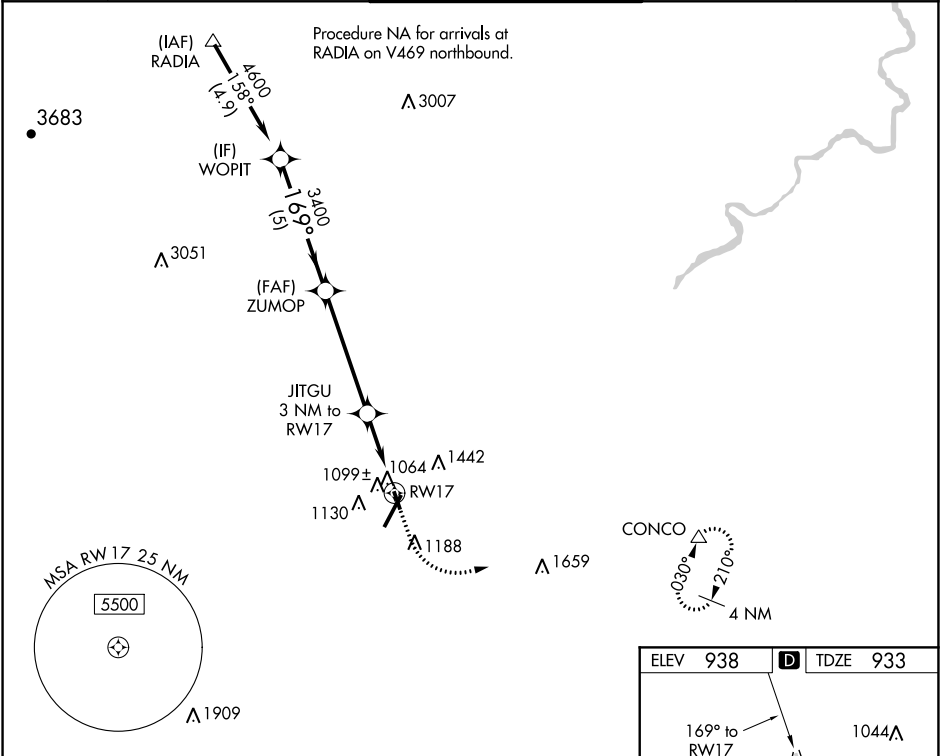 (IAF)
RADIA
Procedure NA for arrivals at
RADIA on V469 northbound.
4600
158°
(4.9)
3007
3683
(IF)
WOPIT
3400
169°
(5)
3051
(FAF)
ZUMOP
JITGU
3 NM to
RW17
1442
1064
1099±
RW17
1130
1188
1659
CONCO
030°
210°
4 NM
MSA RW 17 25 NM
5500
1909
ELEV 938 D TDZE 933
169° to
RW17
1044